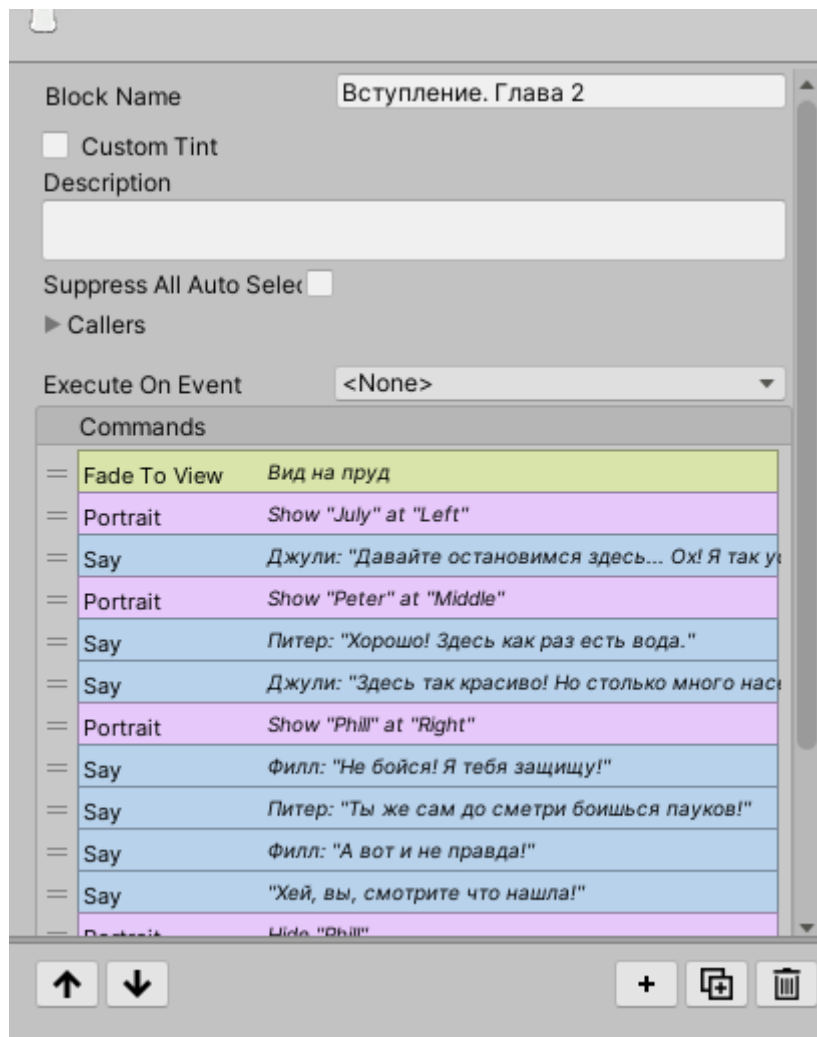 Block Name Вступление. Глава 2
Custom Tint
Description
Suppress All Auto Selec
Callers
Execute On Event <None>
Commands
Fade To View Вид на пруд
Portrait Show "July" at "Left"
Say Джули: "Давайте остановимся здесь... Ох! Я так
Portrait Show "Peter" at "Middle"
Say Питер: "Хорошо! Здесь как раз есть вода."
Say Джули: "Здесь так красиво! Но столько много
Portrait Show "Phill" at "Right"
Say Филл: "Не бойся! Я тебя защищу!"
Say Питер: "Ты же сам до сметри боишься пауков!"
Say Филл: "А вот и не правда!"
Say "Хей, вы, смотрите что нашла!"
Portrait Hide "Phill"